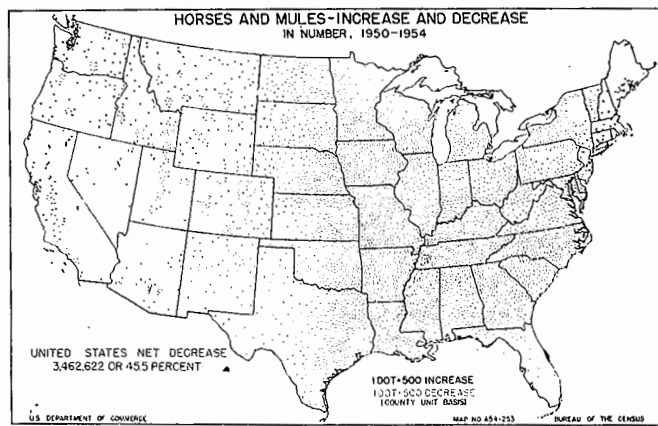 HORSES AND MULES-INCREASE AND DECREASE
IN NUMBER, 1950-1954
UNITED STATES NET DECREASE
3,462,622 OR 45.5 PERCENT
1 DOT=500 INCREASE
1 DOT=500 DECREASE
(COUNTY UNIT BASIS)
U.S. DEPARTMENT OF COMMERCE
MAP NO. A54-253
BUREAU OF THE CENSUS